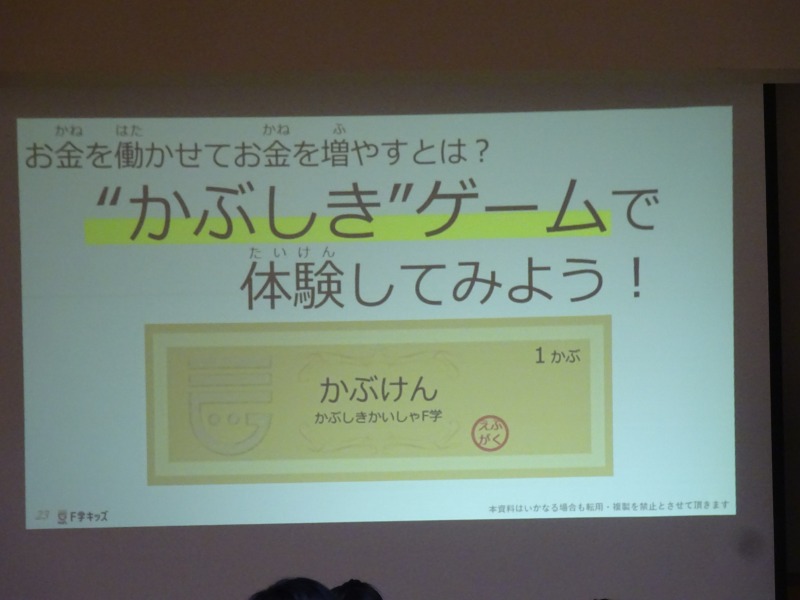 かね はた かね ふ
お金を働かせてお金を増やすとは？
“かぶしき”ゲームで
たいけん
体験してみよう！
1 かぶ
かぶけん
かぶしきかいしゃF学
えふ
がく
23 F学キッズ
本資料はいかなる場合も転用・複製を禁止とさせて頂きます